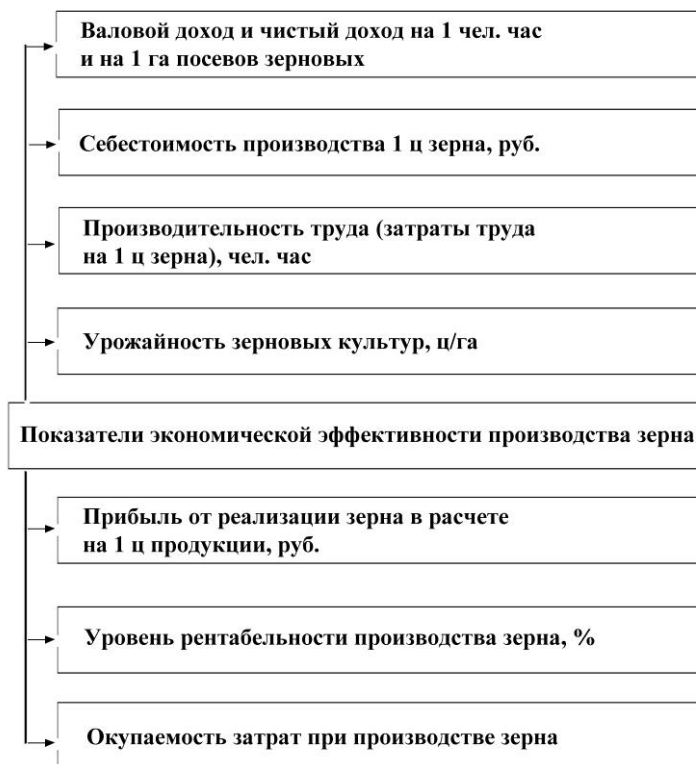 Валовой доход и чистый доход на 1 чел. час
и на 1 га посевов зерновых
Себестоимость производства 1 ц зерна, руб.
Производительность труда (затраты труда
на 1 ц зерна), чел. час
Урожайность зерновых культур, ц/га
Показатели экономической эффективности производства зерна
Прибыль от реализации зерна в расчете
на 1 ц продукции, руб.
Уровень рентабельности производства зерна, %
Окупаемость затрат при производстве зерна